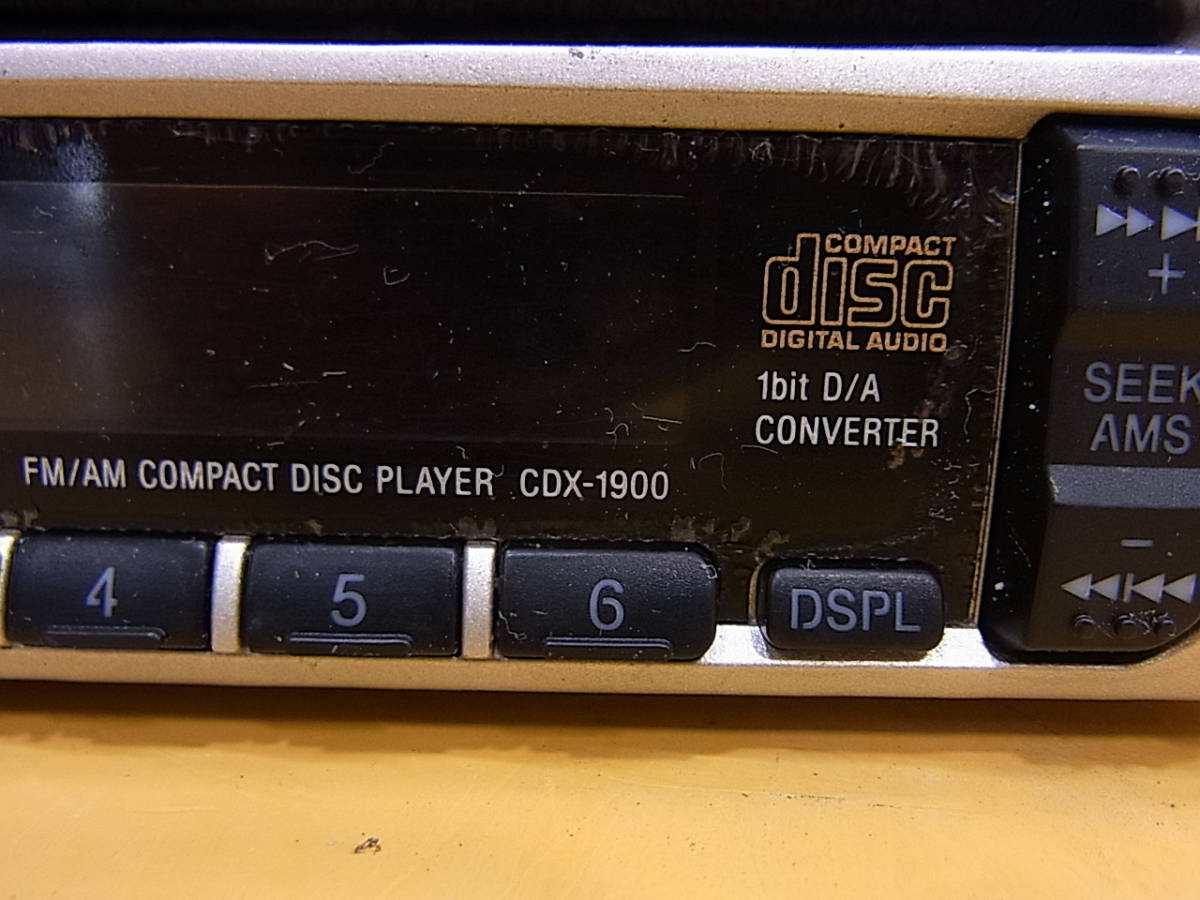 COMPACT
disc
DIGITAL AUDIO
1bit D/A
CONVERTER
FM/AM COMPACT DISC PLAYER CDX-1900
4
5
6
DSPL
+
SEEK
AMS
-